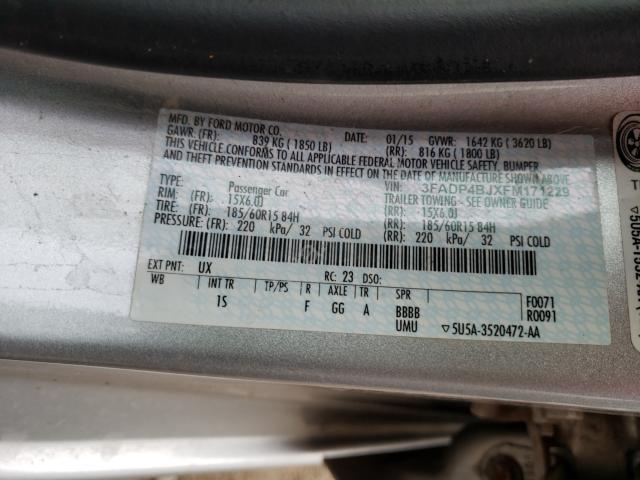 MFD. BY FORD MOTOR CO. DATE: 01/15 GVWR: 1642 KG ( 3620 LB)
GAWR: (FR): 839 KG ( 1850 LB) (RR): 816 KG ( 1800 LB)
THIS VEHICLE CONFORMS TO ALL APPLICABLE FEDERAL MOTOR VEHICLE SAFETY, BUMPER
AND THEFT PREVENTION STANDARDS IN EFFECT ON THE DATE OF MANUFACTURE SHOWN ABOVE.
VIN: 3FADP4BJXFM171229
TYPE: Passenger Car TRAILER TOWING - SEE OWNER GUIDE
RIM: (FR): 15X6.0J (RR): 15X6.0J
TIRE: (FR): 185/60R15 84H (RR): 185/60R15 84H
PRESSURE: (FR): 220 kPa/ 32 PSI COLD (RR): 220 kPa/ 32 PSI COLD
EXT PNT: UX RC: 23 DSO:
WB INT TR TP/PS R AXLE TR SPR F0071
1S F GG A BBBB R0091
UMU ▽5U5A-3520472-AA